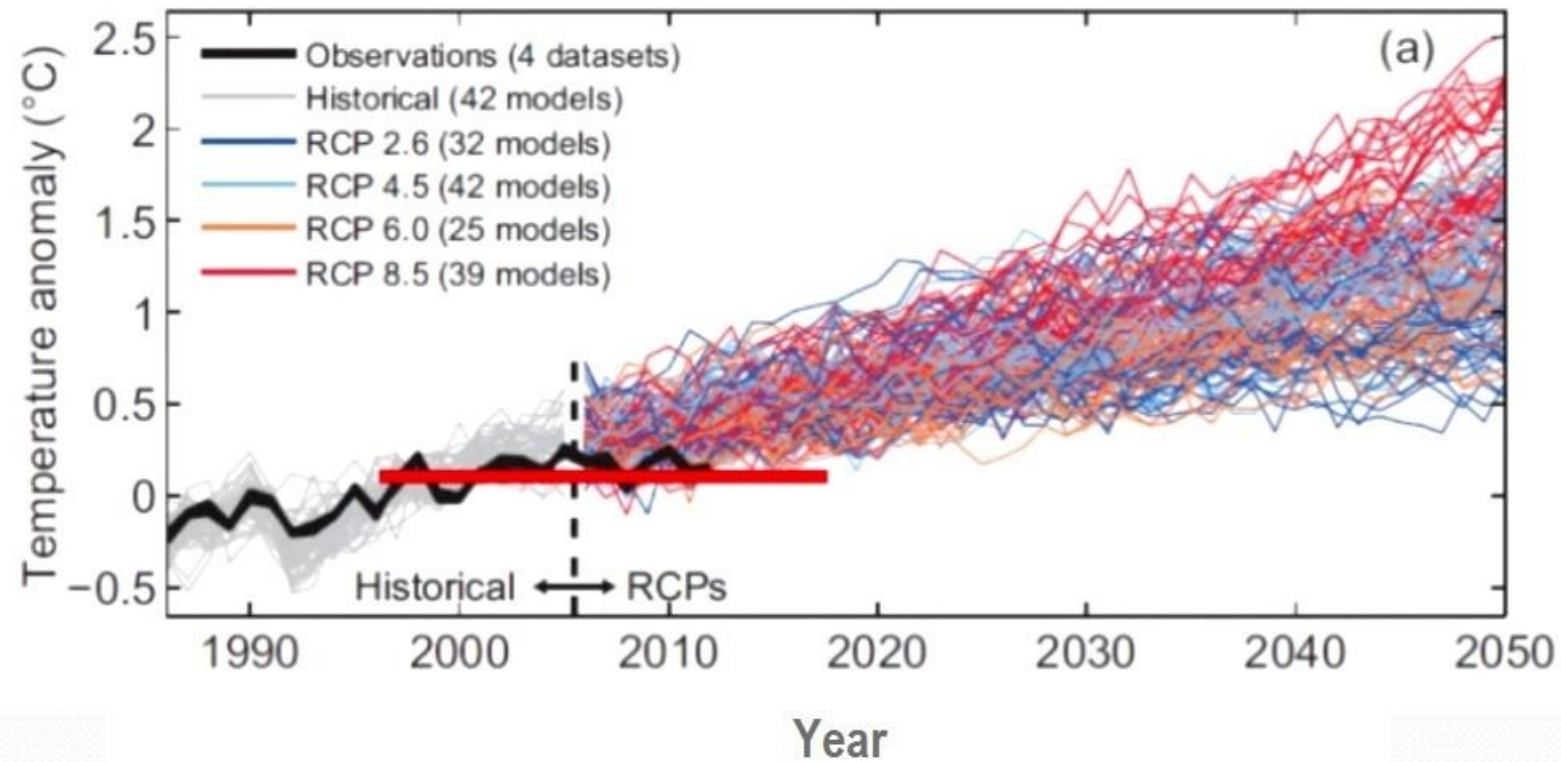 (a)
Temperature anomaly (°C)
2.5
2
1.5
1
0.5
0
−0.5
Observations (4 datasets)
Historical (42 models)
RCP 2.6 (32 models)
RCP 4.5 (42 models)
RCP 6.0 (25 models)
RCP 8.5 (39 models)
Historical RCPs
1990 2000 2010 2020 2030 2040 2050
Year